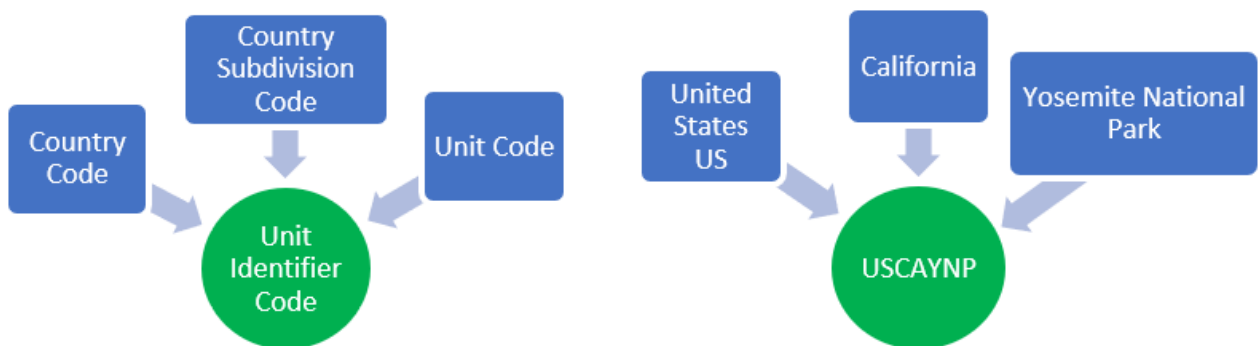 Country
Subdivision
Code
Country
Code
Unit Code
Unit
Identifier
Code
California
United
States
US
Yosemite National
Park
USCAYNP